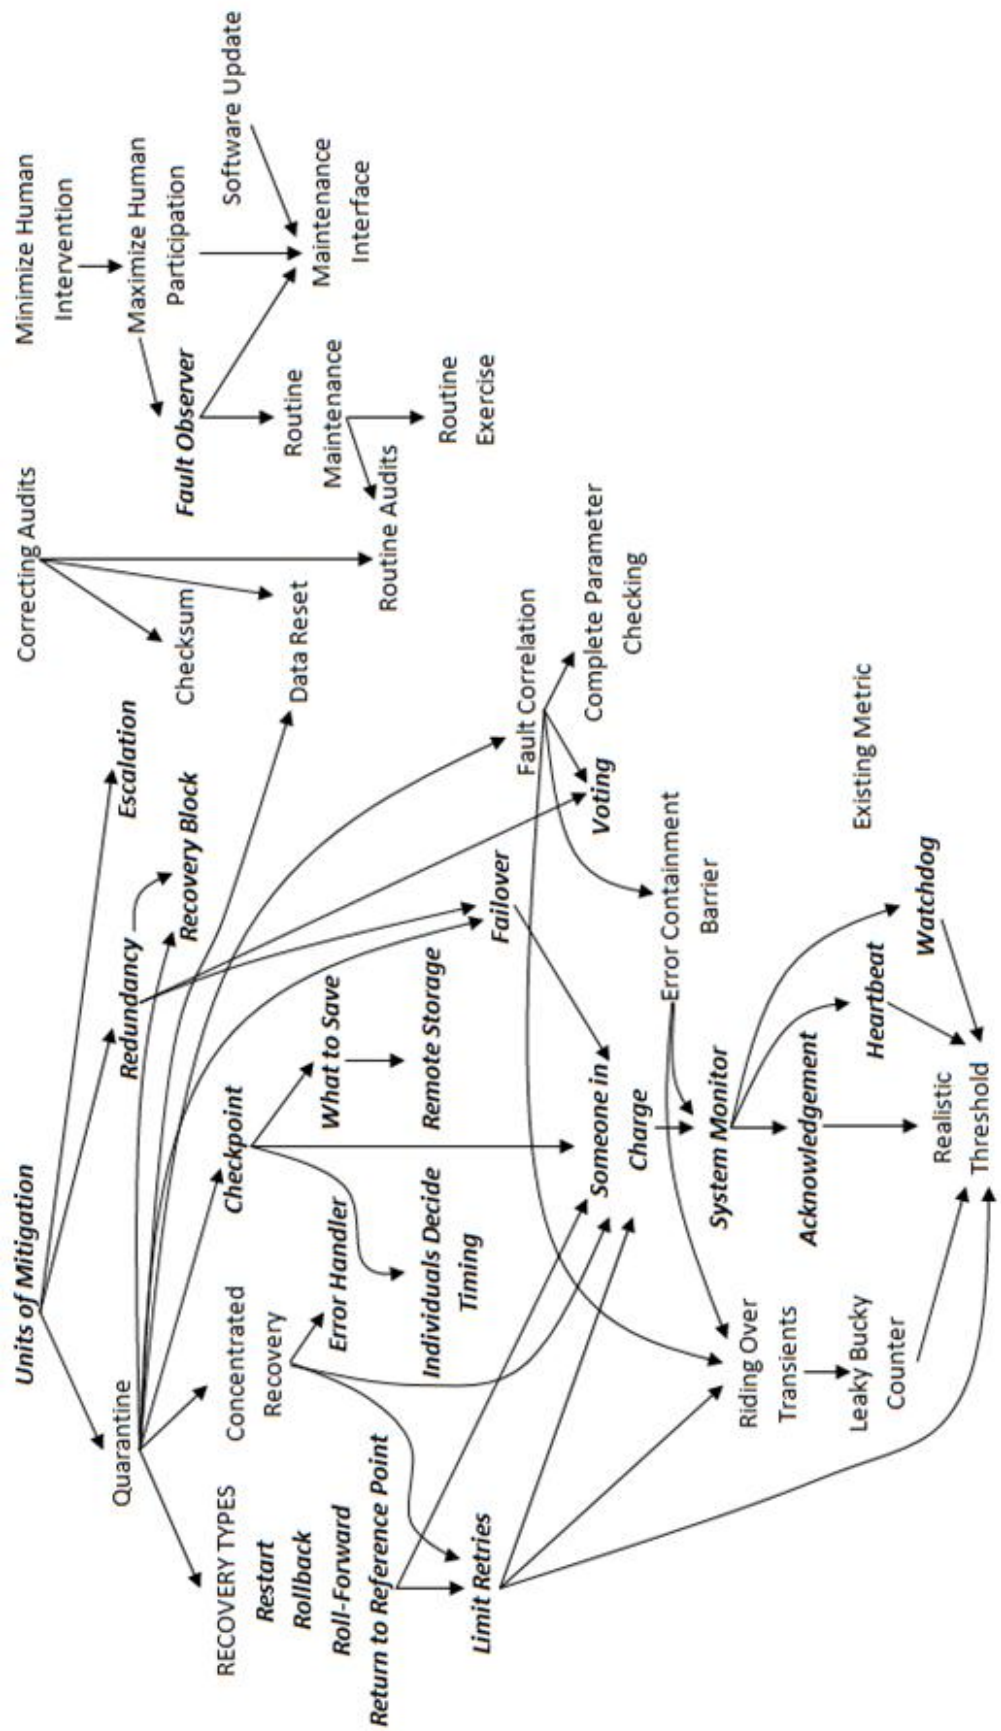 Units of Mitigation
Correcting Audits
Minimize Human
Intervention
Quarantine
Redundancy
Escalation
Maximize Human
Participation
RECOVERY TYPES
Restart
Rollback
Roll-Forward
Return to Reference Point
Concentrated
Recovery
Checkpoint
Recovery Block
Checksum
Fault Observer
Software Update
Error Handler
What to Save
Data Reset
Routine
Maintenance
Maintenance
Interface
Individuals Decide
Timing
Remote Storage
Routine Audits
Routine
Exercise
Limit Retries
Failover
Fault Correlation
Someone in
Charge
Voting
Complete Parameter
Checking
Error Containment
Barrier
Riding Over
Transients
System Monitor
Leaky Bucky
Counter
Acknowledgement
Heartbeat
Watchdog
Existing Metric
Realistic
Threshold